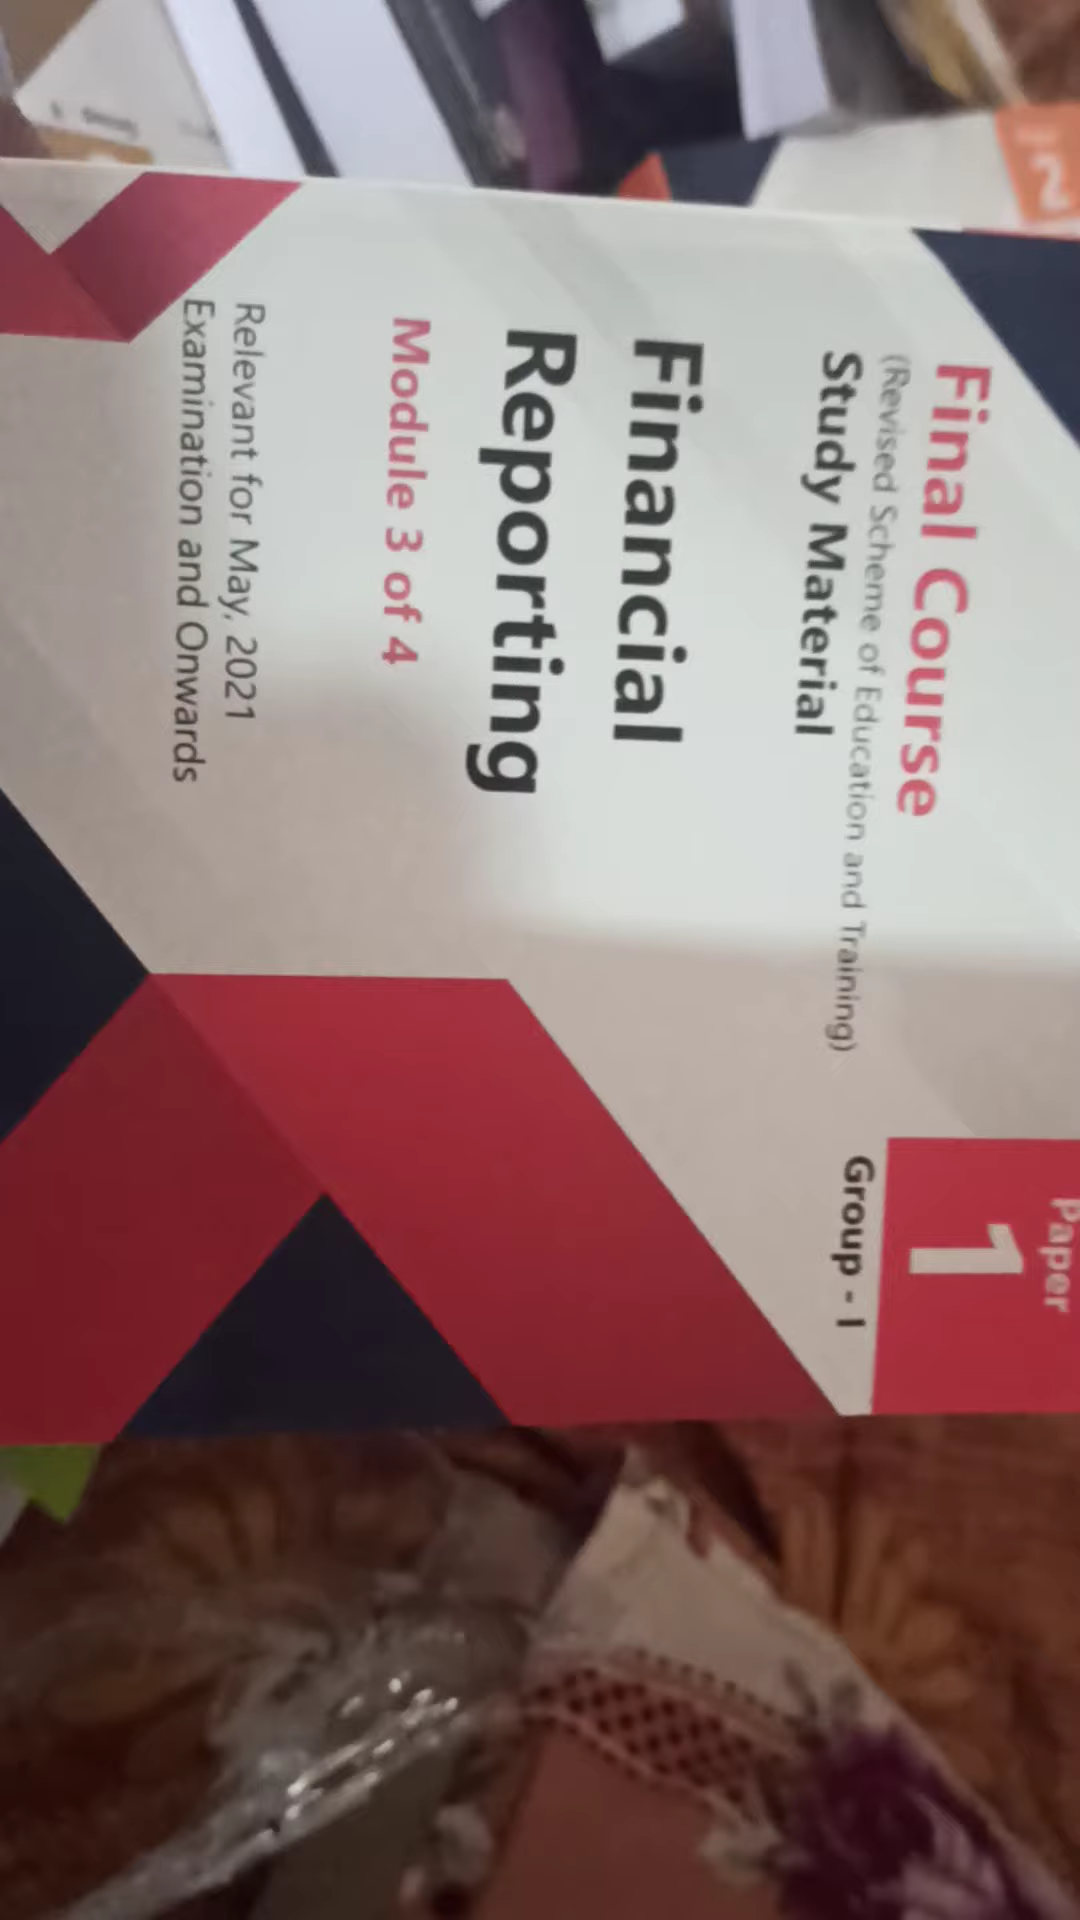 Paper
1
Final Course
(Revised Scheme of Education and Training)
Study Material
Group - I
Financial
Reporting
Module 3 of 4
Relevant for May, 2021
Examination and Onwards